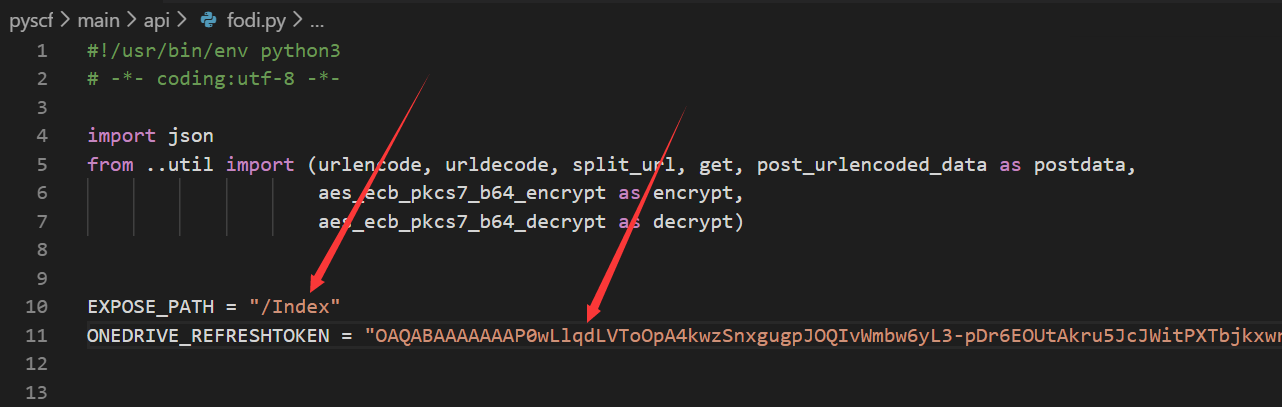 pyscf > main > api > fodi.py > ...
1 #!/usr/bin/env python3
2 # -*- coding:utf-8 -*-
3
4 import json
5 from ..util import (urlencode, urldecode, split_url, get, post_urlencoded_data as postdata,
6 aes_ecb_pkcs7_b64_encrypt as encrypt,
7 aes_ecb_pkcs7_b64_decrypt as decrypt)
8
9
10 EXPOSE_PATH = "/Index"
11 ONEDRIVE_REFRESHTOKEN = "OAQABAAAAAAAP0wLlqdLVToOpA4kwzSnxgugpJOQIvWmbw6yL3-pDr6EOUtAkru5JcJWitPXTbjkxwr
12
13